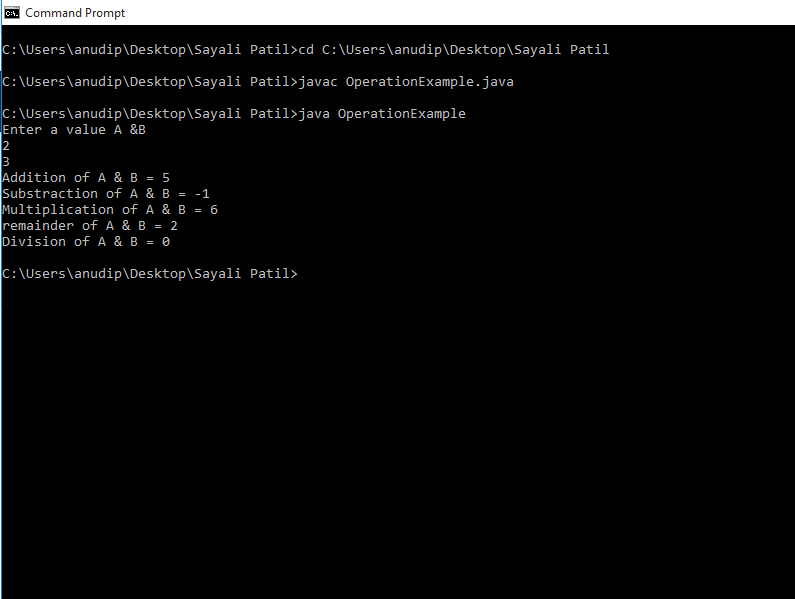 Command Prompt
C:\Users\anudip\Desktop\Sayali Patil>cd C:\Users\anudip\Desktop\Sayali Patil
C:\Users\anudip\Desktop\Sayali Patil>javac OperationExample.java
C:\Users\anudip\Desktop\Sayali Patil>java OperationExample
Enter a value A &B
2
3
Addition of A & B = 5
Substraction of A & B = -1
Multiplication of A & B = 6
remainder of A & B = 2
Division of A & B = 0
C:\Users\anudip\Desktop\Sayali Patil>